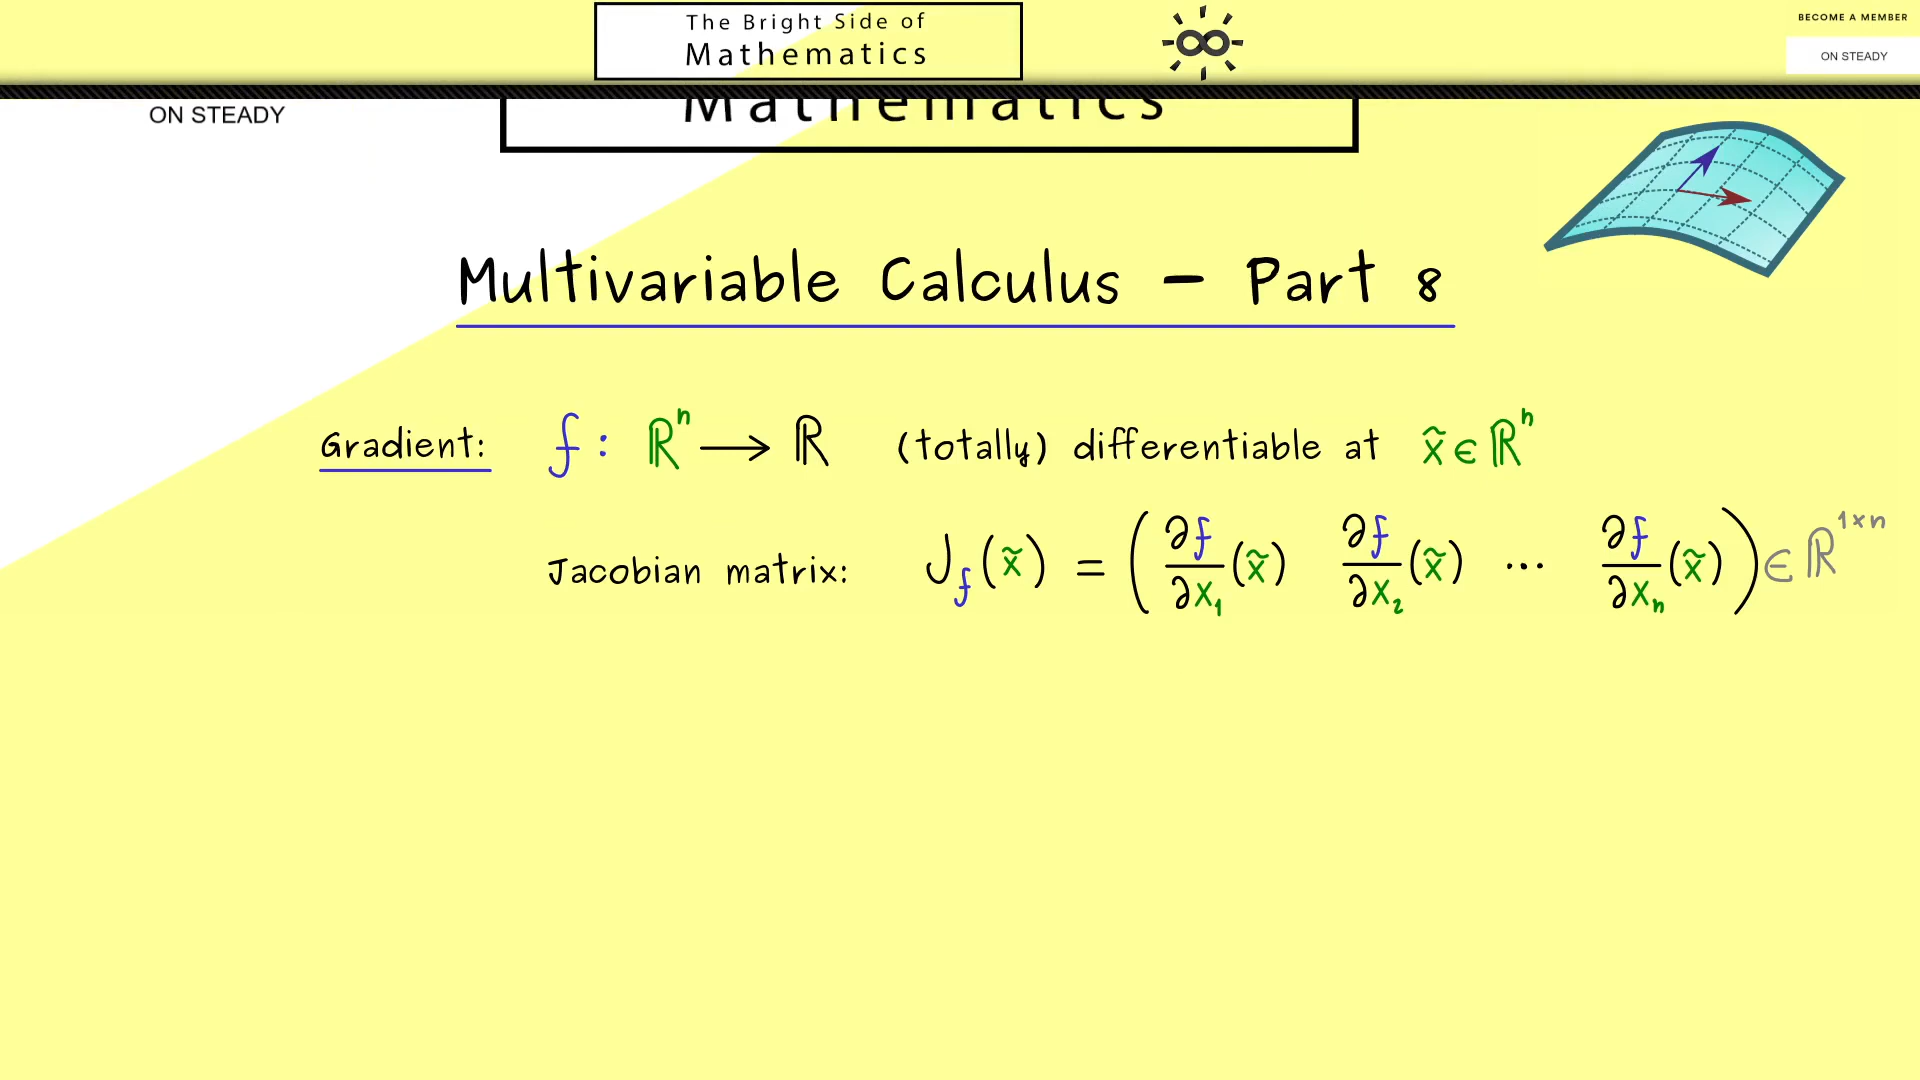 The Bright Side of
Mathematics
BECOME A MEMBER
ON STEADY
ON STEADY
Mathematics
Multivariable Calculus – Part 8
Gradient: f: ℝⁿ ⟶ ℝ (totally) differentiable at x̃ ∈ ℝⁿ
Jacobian matrix: J_f(x̃) = ( ∂f/∂x₁(x̃) ∂f/∂x₂(x̃) ··· ∂f/∂xₙ(x̃) ) ∈ ℝ^{1×n}